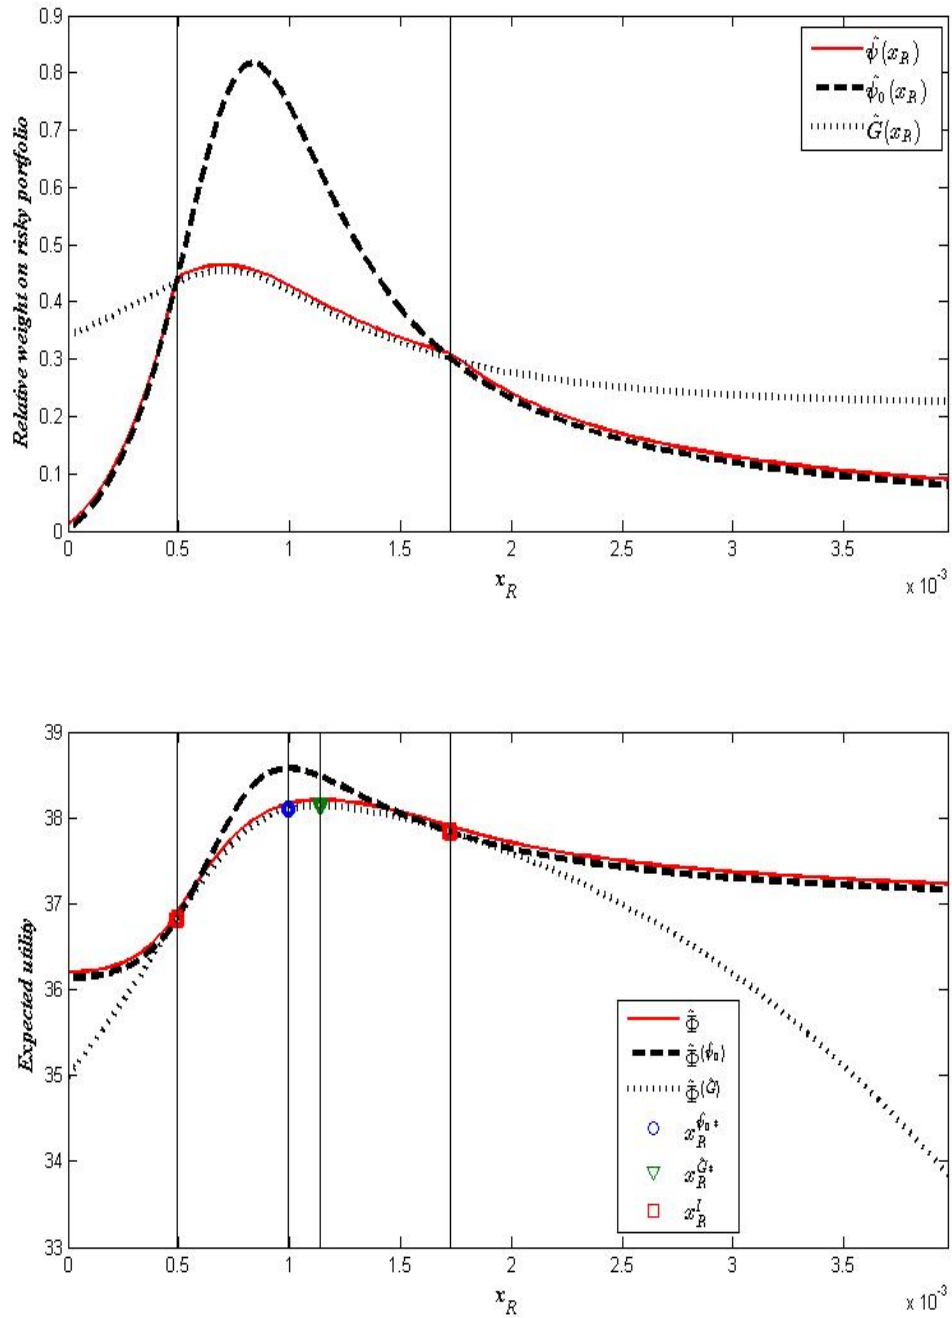 0.9
0.8
0.7
0.6
0.5
0.4
0.3
0.2
0.1
0
Relative weight on risky portfolio
ψ̂(x_R)
ψ̂₀(x_R)
Ĝ(x_R)
0 0.5 1 1.5 2 2.5 3 3.5
x_R
x 10⁻³
39
38
37
36
35
34
33
Expected utility
Φ̂
Φ̂^(ψ̂₀)
Φ̂^(Ĝ)
x_R^ψ̂₀*
x_R^Ĝ*
x_R^I
0 0.5 1 1.5 2 2.5 3 3.5
x_R
x 10⁻³